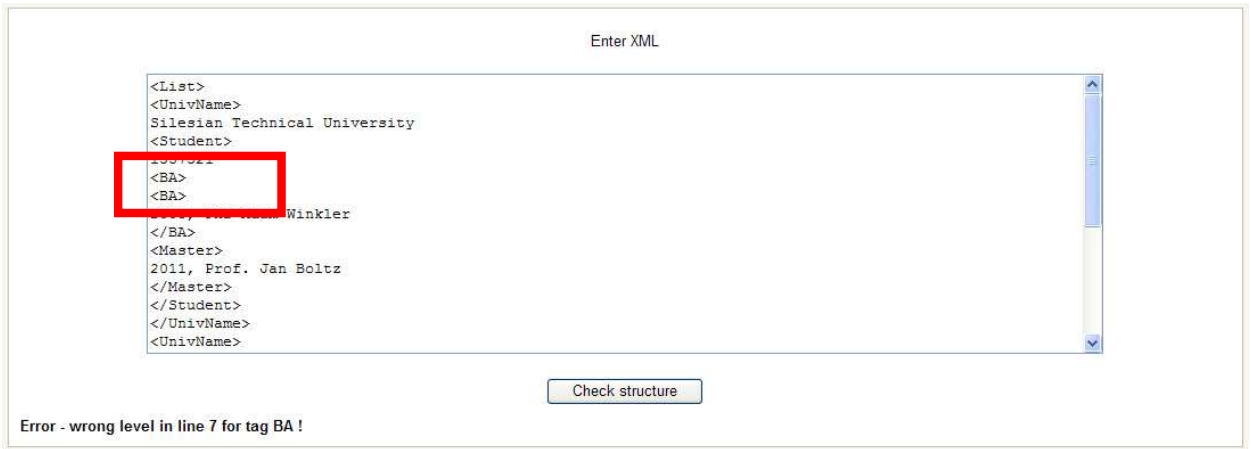 Enter XML
<List>
<UnivName>
Silesian Technical University
<Student>
<BA>
<BA>
Winkler
</BA>
<Master>
2011, Prof. Jan Boltz
</Master>
</Student>
</UnivName>
<UnivName>
Check structure
Error - wrong level in line 7 for tag BA !